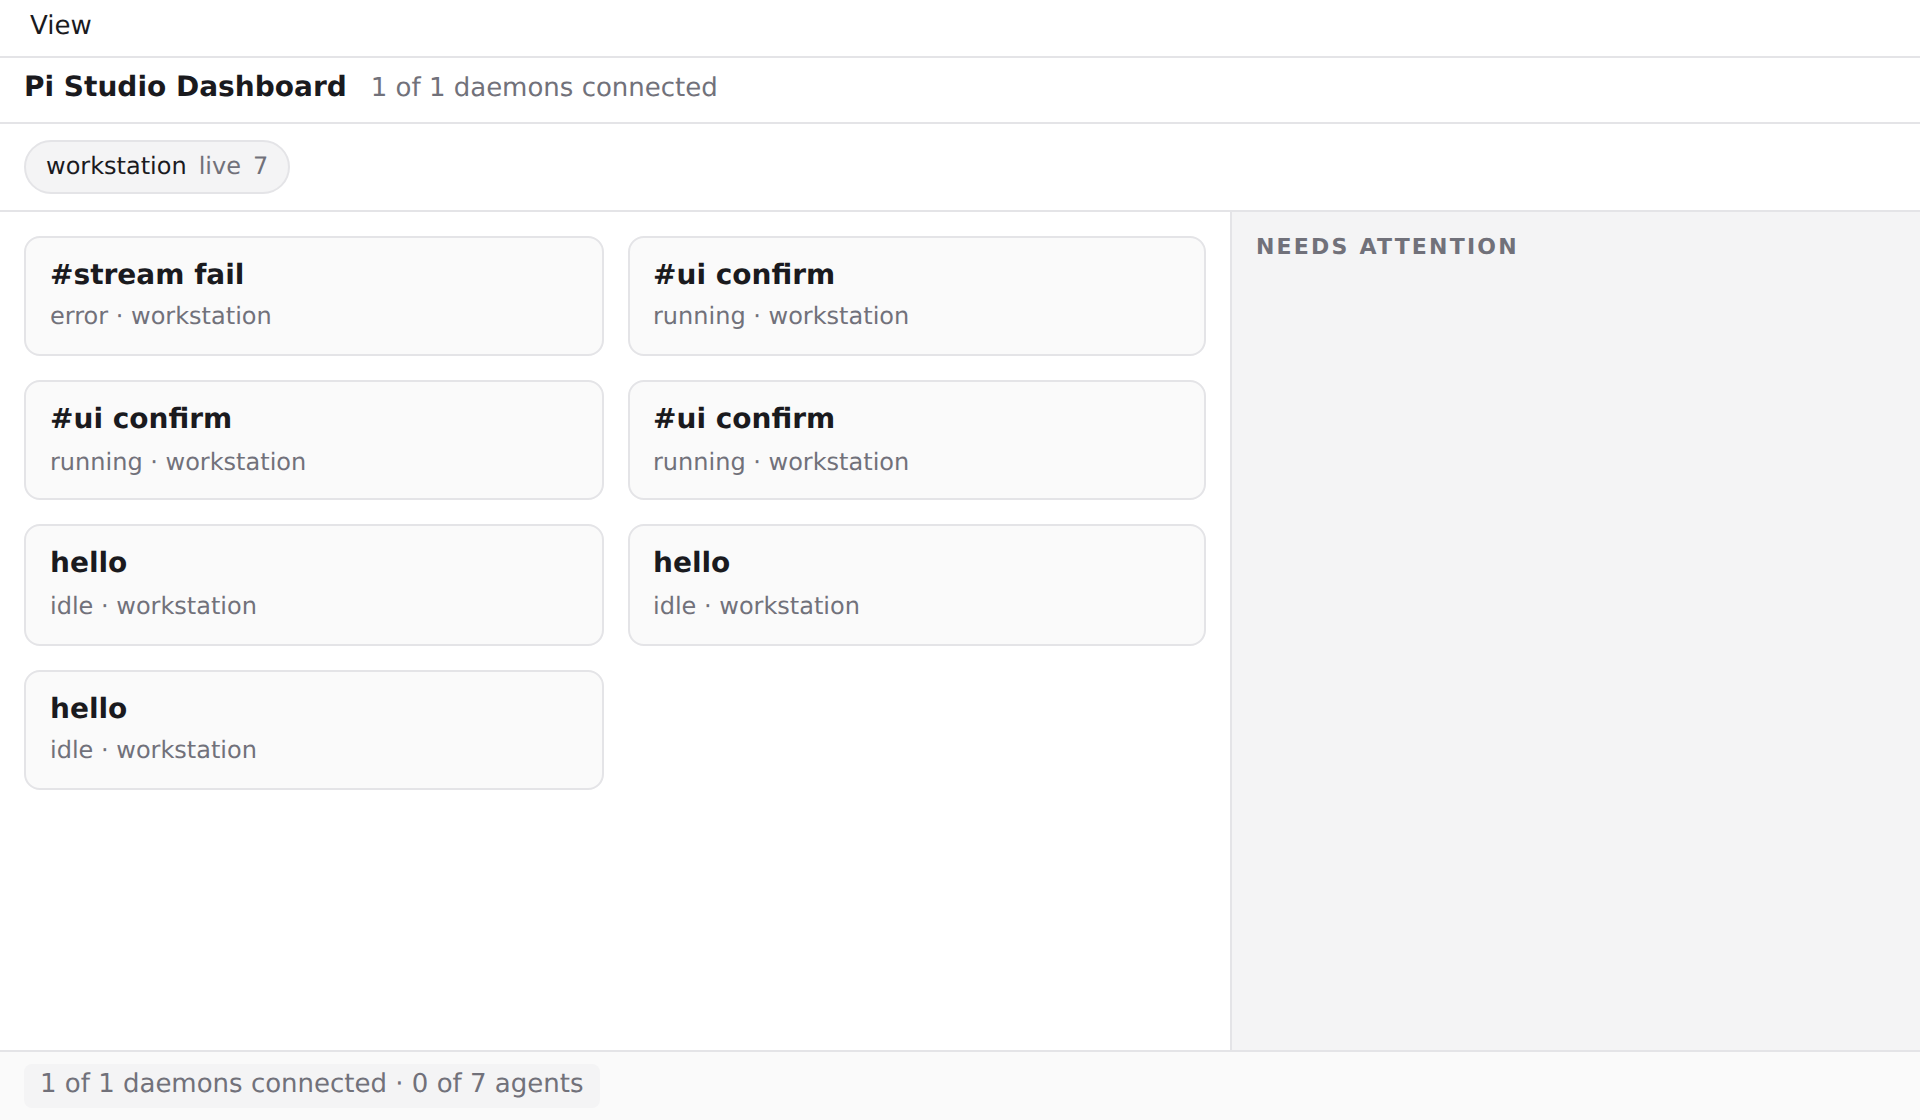 View
Pi Studio Dashboard 1 of 1 daemons connected
workstation live 7
#stream fail
error · workstation
#ui confirm
running · workstation
#ui confirm
running · workstation
#ui confirm
running · workstation
hello
idle · workstation
hello
idle · workstation
hello
idle · workstation
NEEDS ATTENTION
1 of 1 daemons connected · 0 of 7 agents